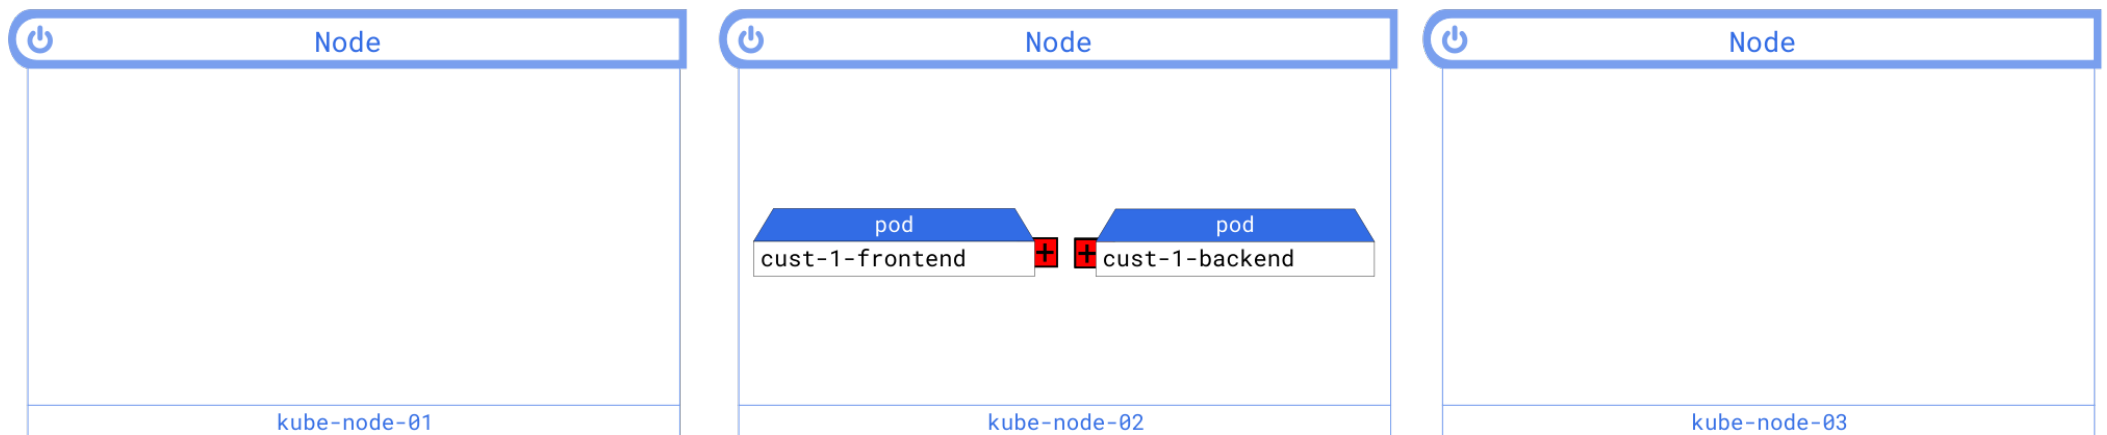 Node
Node
Node
pod
pod
cust-1-frontend
+
+
cust-1-backend
kube-node-01
kube-node-02
kube-node-03